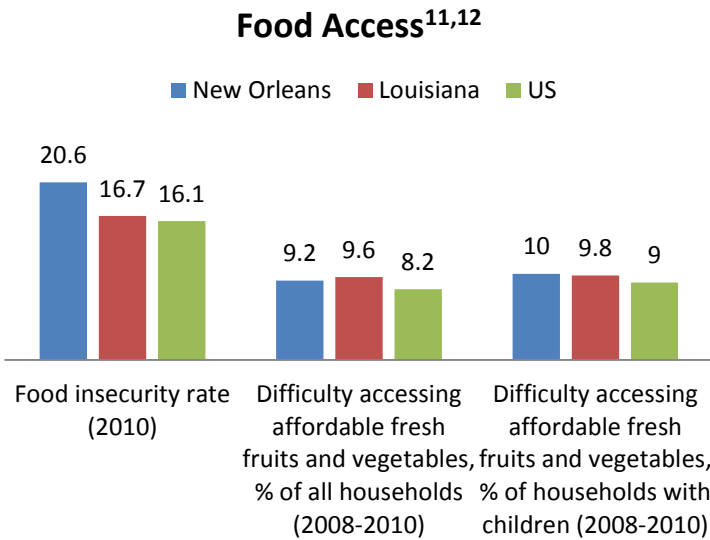 Food Access11,12
New Orleans Louisiana US
20.6
16.7
16.1
9.2
9.6
8.2
10
9.8
9
Food insecurity rate
(2010)
Difficulty accessing
affordable fresh
fruits and vegetables,
% of all households
(2008-2010)
Difficulty accessing
affordable fresh
fruits and vegetables,
% of households with
children (2008-2010)